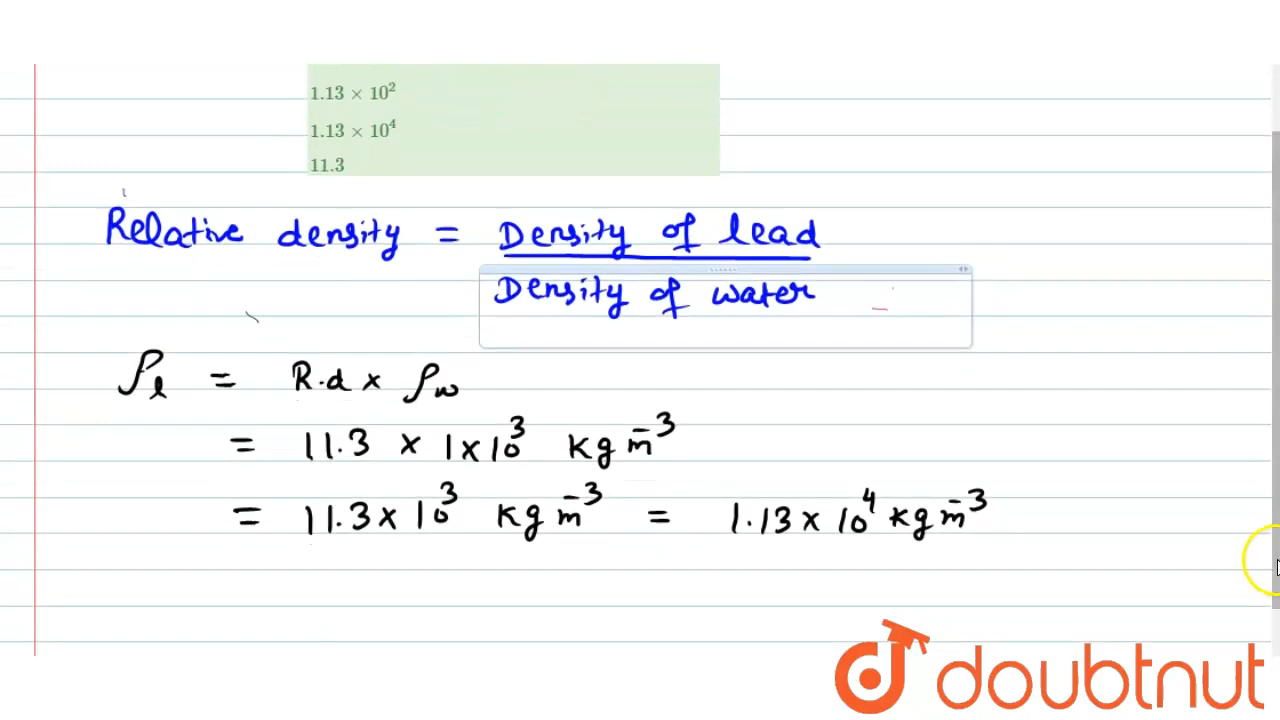 1.13 × 10²
1.13 × 10⁴
11.3
Relative density = Density of lead
Density of water
ρₗ = R.d × ρw
= 11.3 × 1 × 10³ kg m⁻³
= 11.3 × 10³ kg m⁻³ = 1.13 × 10⁴ kg m⁻³
doubtnut